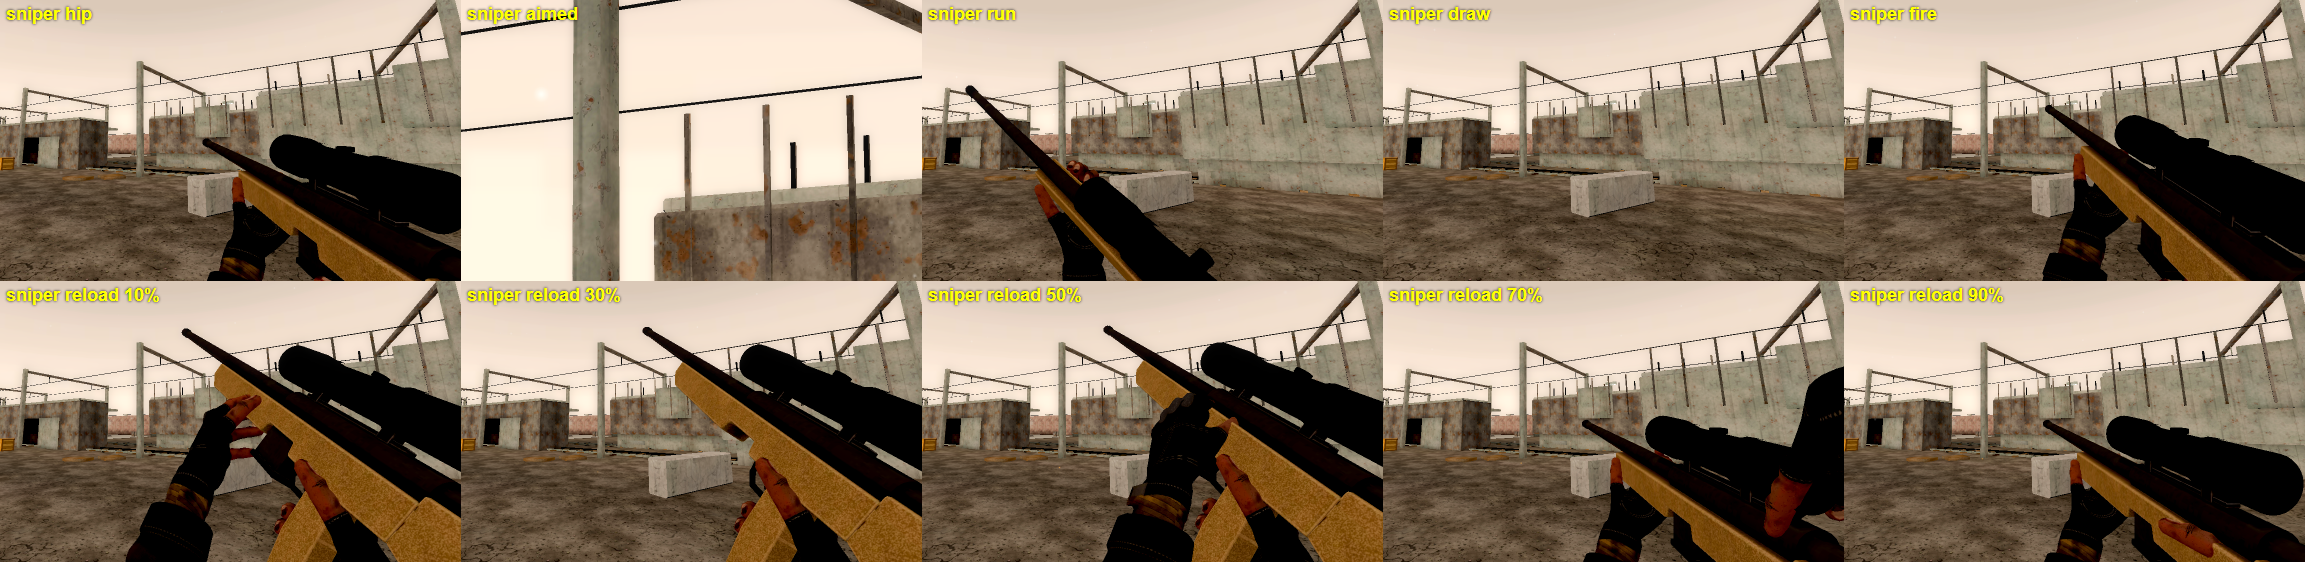 sniper hip
sniper aimed
sniper run
sniper draw
sniper fire
sniper reload 10%
sniper reload 30%
sniper reload 50%
sniper reload 70%
sniper reload 90%